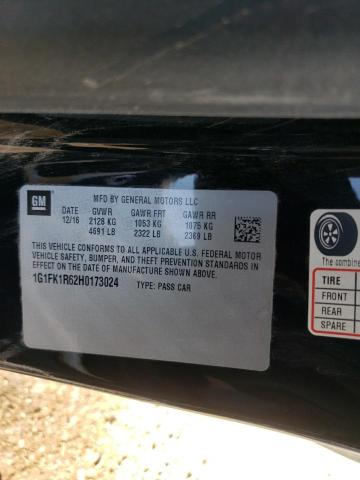 GM
MFD BY GENERAL MOTORS LLC
DATE GVWR GAWR FRT GAWR RR
12/16 2128 KG 1053 KG 1075 KG
4691 LB 2322 LB 2369 LB
THIS VEHICLE CONFORMS TO ALL APPLICABLE U.S. FEDERAL MOTOR
VEHICLE SAFETY, BUMPER, AND THEFT PREVENTION STANDARDS IN
EFFECT ON THE DATE OF MANUFACTURE SHOWN ABOVE.
1G1FK1R62H0173024 TYPE: PASS CAR
The combine
TIRE
FRONT
REAR
SPARE